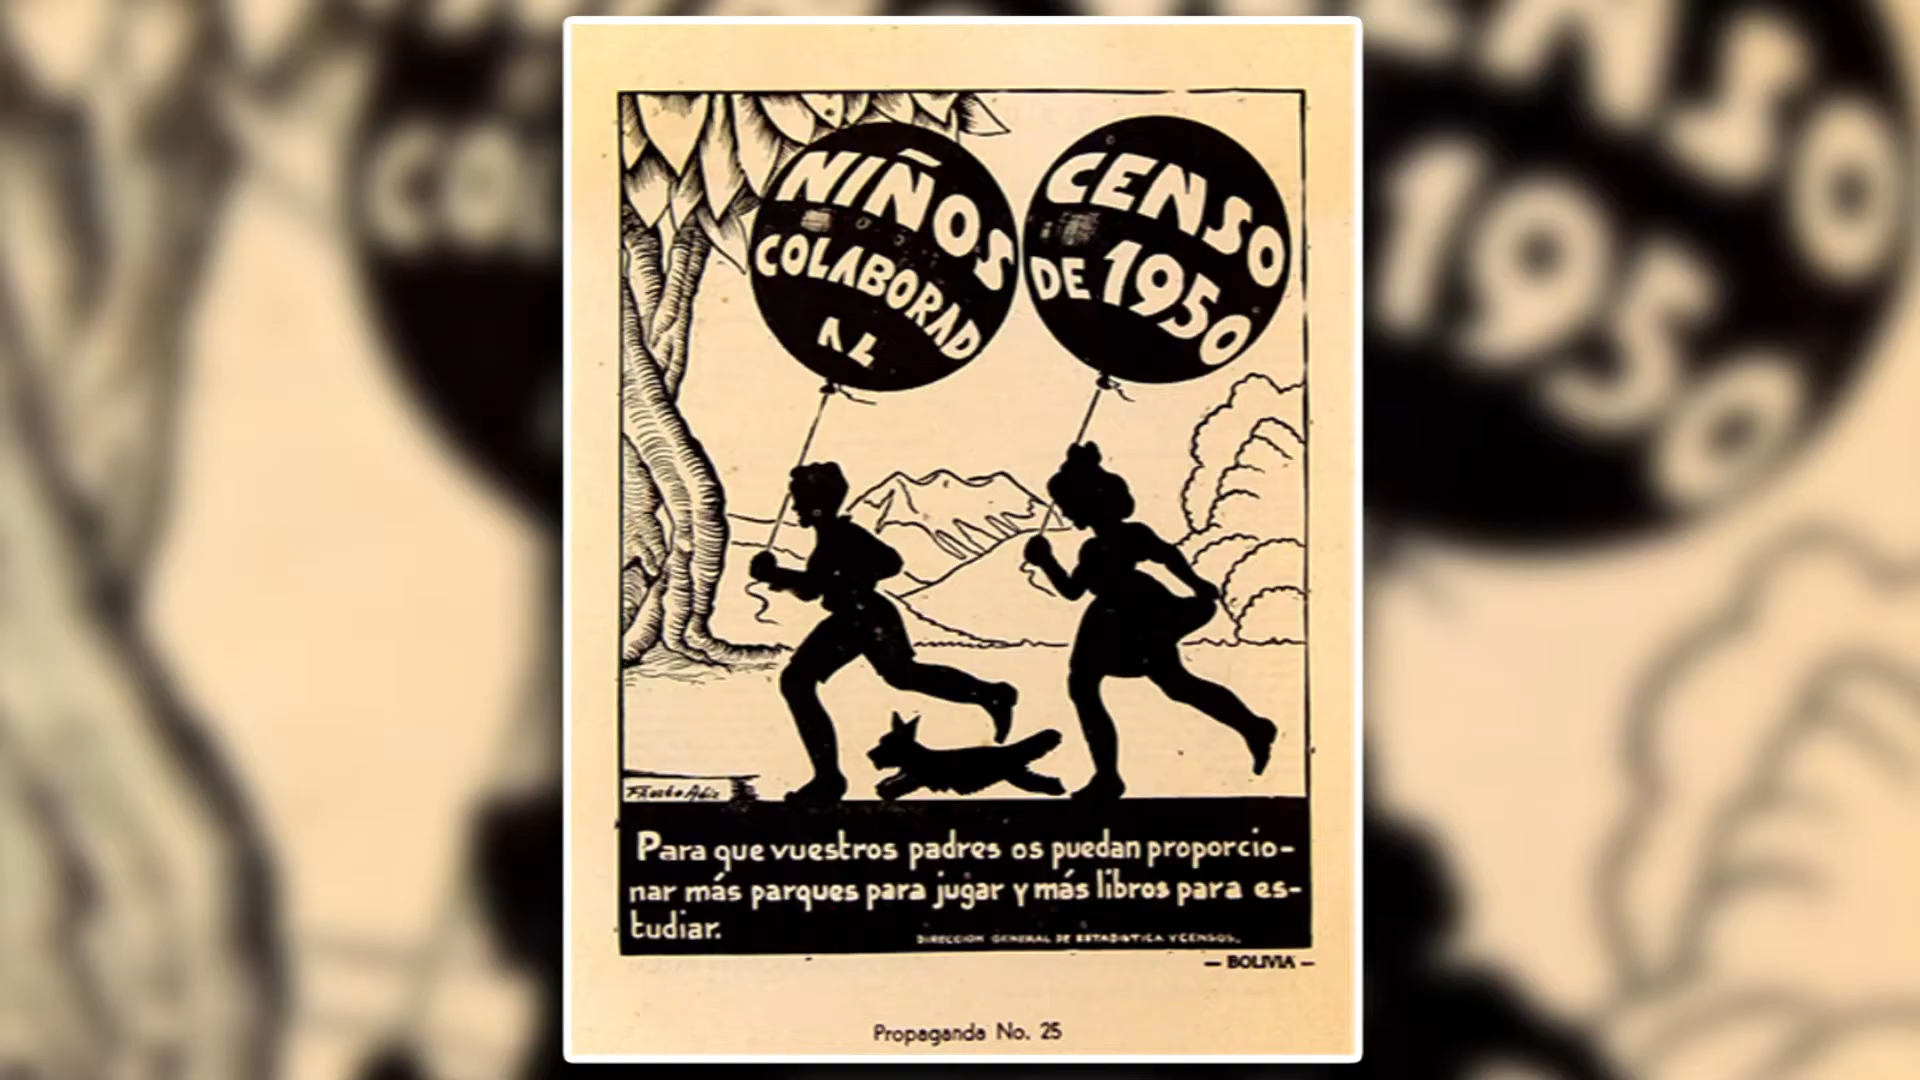 NIÑOS
COLABORAD
AL
CENSO
DE 1950
Para que vuestros padres os puedan proporcio-
nar más parques para jugar y más libros para es-
tudiar.
DIRECCION GENERAL DE ESTADISTICA Y CENSOS.
— BOLIVIA —
Propaganda No. 25